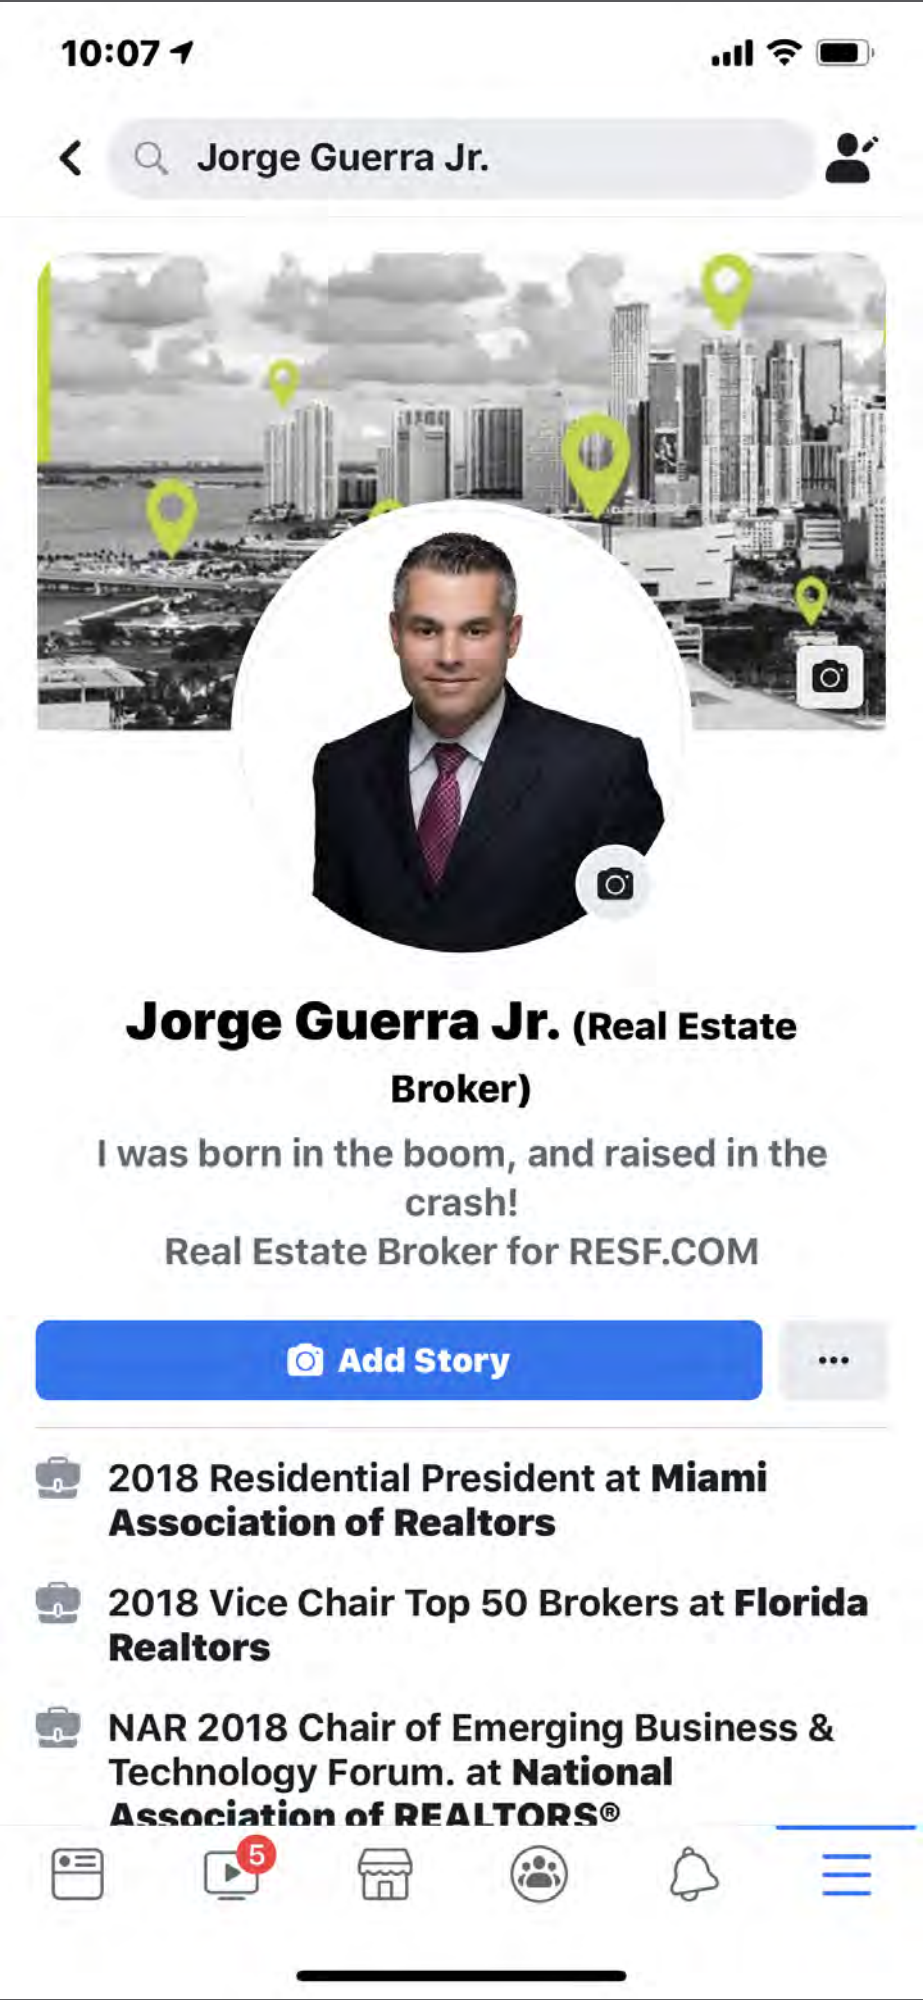 10:07
Jorge Guerra Jr.
Jorge Guerra Jr. (Real Estate
Broker)
I was born in the boom, and raised in the
crash!
Real Estate Broker for RESF.COM
Add Story
2018 Residential President at Miami
Association of Realtors
2018 Vice Chair Top 50 Brokers at Florida
Realtors
NAR 2018 Chair of Emerging Business &
Technology Forum. at National
Association of REALTORS®
5